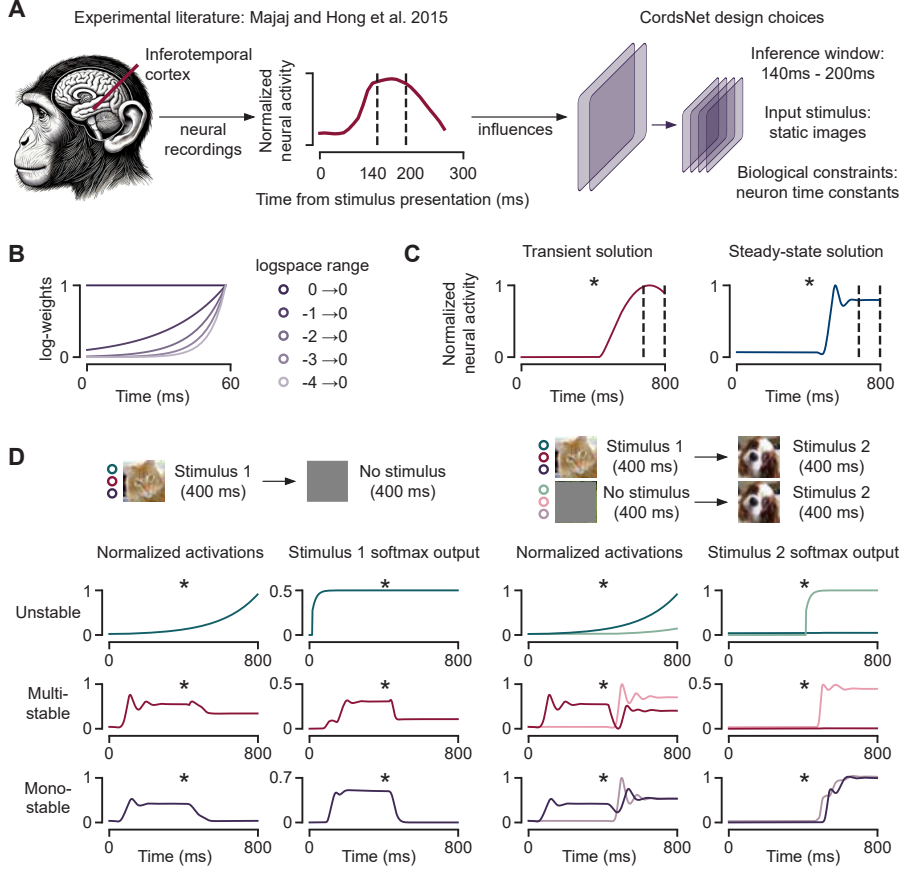 A
Experimental literature: Majaj and Hong et al. 2015
CordsNet design choices
Inferotemporal
cortex
neural
recordings
Normalized
neural activity
0
140
200
300
Time from stimulus presentation (ms)
influences
Inference window:
140ms - 200ms
Input stimulus:
static images
Biological constraints:
neuron time constants
B
log-weights
1
0
0
60
Time (ms)
logspace range
0 →0
-1 →0
-2 →0
-3 →0
-4 →0
C
Transient solution
Steady-state solution
Normalized
neural activity
*
1
0
0
800
Time (ms)
*
1
0
0
800
Time (ms)
D
Stimulus 1
(400 ms)
No stimulus
(400 ms)
Stimulus 1
(400 ms)
Stimulus 2
(400 ms)
No stimulus
(400 ms)
Stimulus 2
(400 ms)
Normalized activations
Stimulus 1 softmax output
Normalized activations
Stimulus 2 softmax output
Unstable
1
0
*
0
800
0.5
0
*
0
800
1
0
*
0
800
1
0
*
0
800
Multi-
stable
1
0
*
0
800
0.5
0
*
0
800
1
0
*
0
800
0.5
0
*
0
800
Mono-
stable
1
0
*
0
800
Time (ms)
0.7
0
*
0
800
Time (ms)
1
0
*
0
800
Time (ms)
1
0
*
0
800
Time (ms)